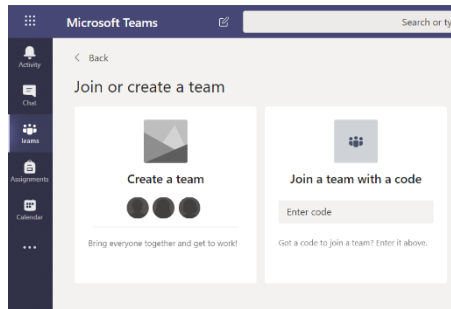 Microsoft Teams
Search or ty
Activity
Chat
Teams
Assignments
Calendar
Back
Join or create a team
Create a team
Bring everyone together and get to work!
Join a team with a code
Enter code
Got a code to join a team? Enter it above.